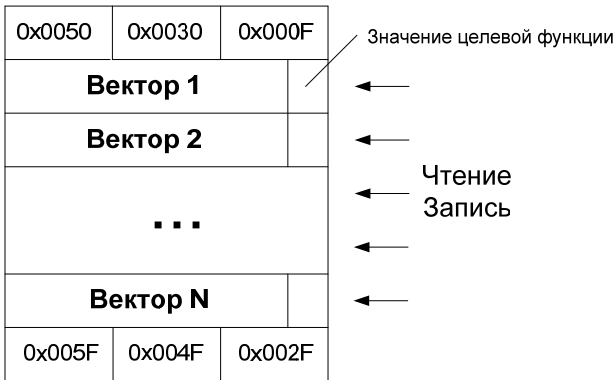 0x0050 0x0030 0x000F
Значение целевой функции
Вектор 1
Вектор 2
...
Чтение
Запись
Вектор N
0x005F 0x004F 0x002F